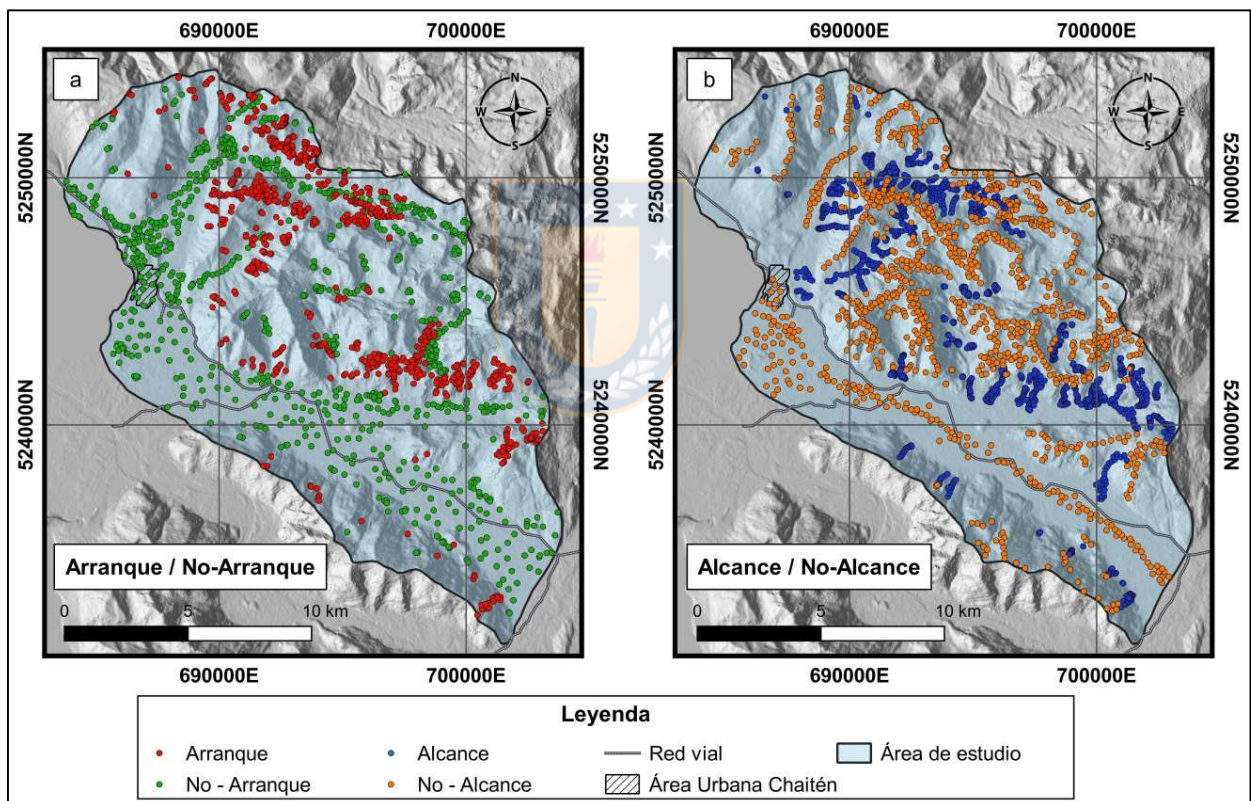 690000E 700000E
690000E 700000E
a
N
W E
S
b
N
W E
S
5250000N
5250000N
5250000N
5240000N
5240000N
5240000N
Arranque / No-Arranque
0 5 10 km
Alcance / No-Alcance
0 5 10 km
690000E 700000E
690000E 700000E
Leyenda
Arranque
Alcance
Red vial
Área de estudio
No - Arranque
No - Alcance
Área Urbana Chaitén